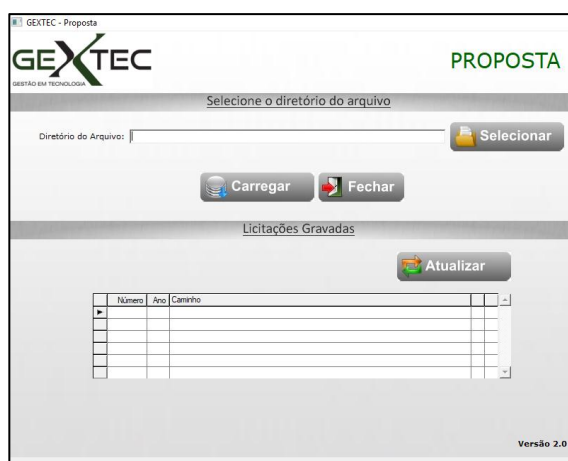 GEXTEC - Proposta
GEXTEC
GESTÃO EM TECNOLOGIA
PROPOSTA
Selecione o diretório do arquivo
Diretório do Arquivo:
Selecionar
Carregar Fechar
Licitações Gravadas
Atualizar
Número Ano Caminho
Versão 2.0